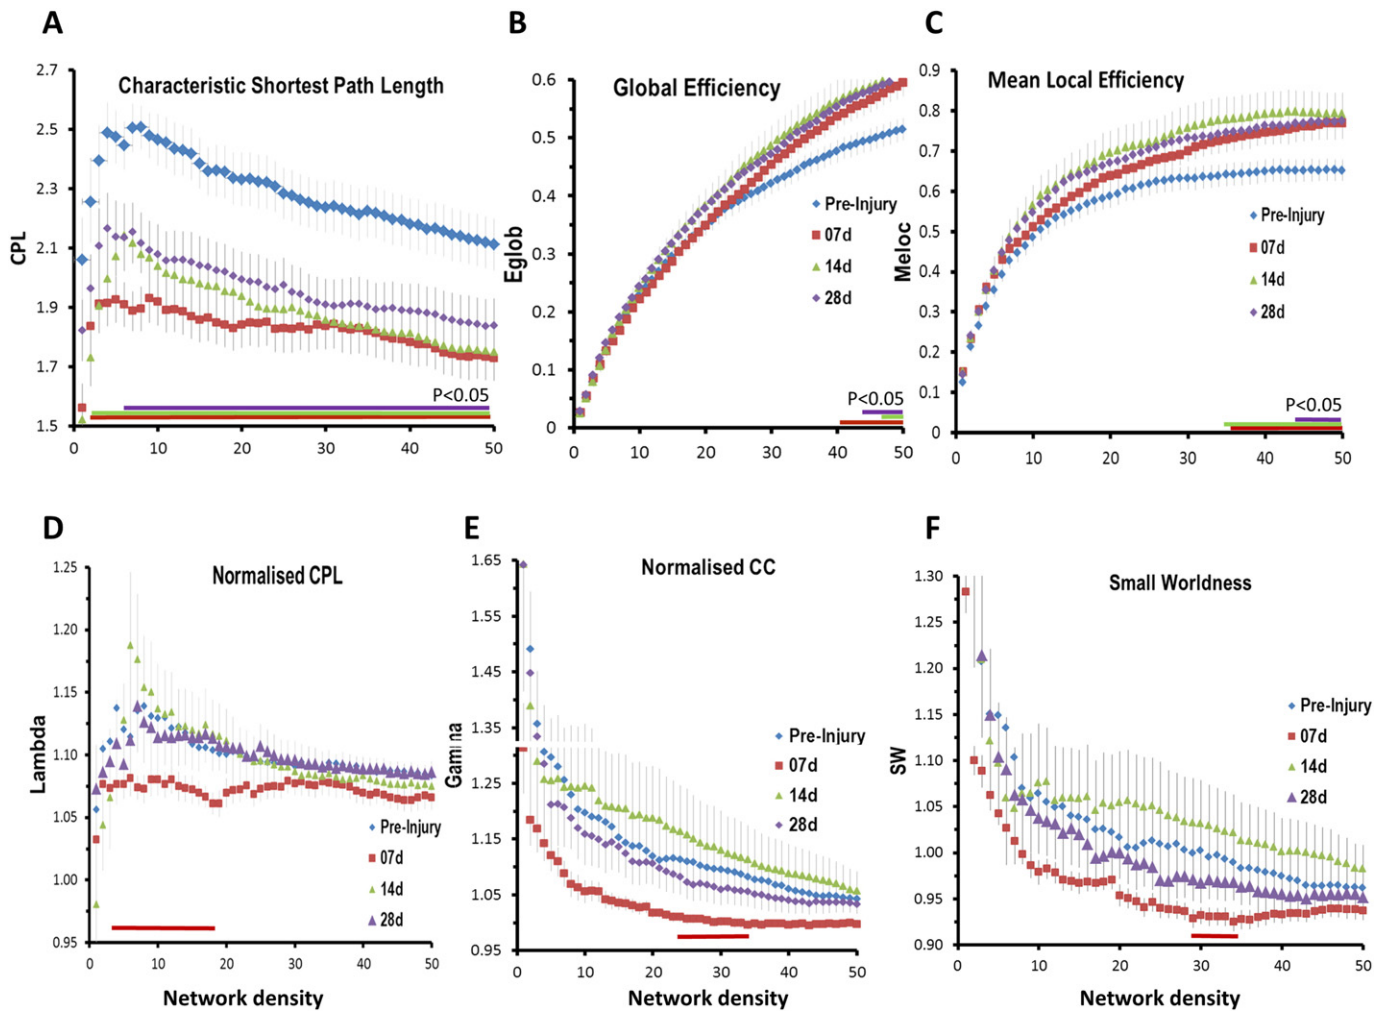 A
B
C
Characteristic Shortest Path Length
Global Efficiency
Mean Local Efficiency
2.7
2.5
2.3
2.1
1.9
1.7
1.5
CPL
0 10 20 30 40 50
P<0.05
0.6
0.5
0.4
0.3
0.2
0.1
0
Eglob
0 10 20 30 40 50
Pre-Injury
07d
14d
28d
P<0.05
0.9
0.8
0.7
0.6
0.5
0.4
0.3
0.2
0.1
0
Meloc
0 10 20 30 40 50
Pre-Injury
07d
14d
28d
P<0.05
D
E
F
Normalised CPL
Normalised CC
Small Worldness
1.25
1.20
1.15
1.10
1.05
1.00
0.95
Lambda
0 10 20 30 40 50
Pre-Injury
07d
14d
28d
Network density
1.65
1.55
1.45
1.35
1.25
1.15
1.05
0.95
Gamma
0 10 20 30 40 50
Pre-Injury
07d
14d
28d
Network density
1.30
1.25
1.20
1.15
1.10
1.05
1.00
0.95
0.90
SW
0 10 20 30 40 50
Pre-Injury
07d
14d
28d
Network density